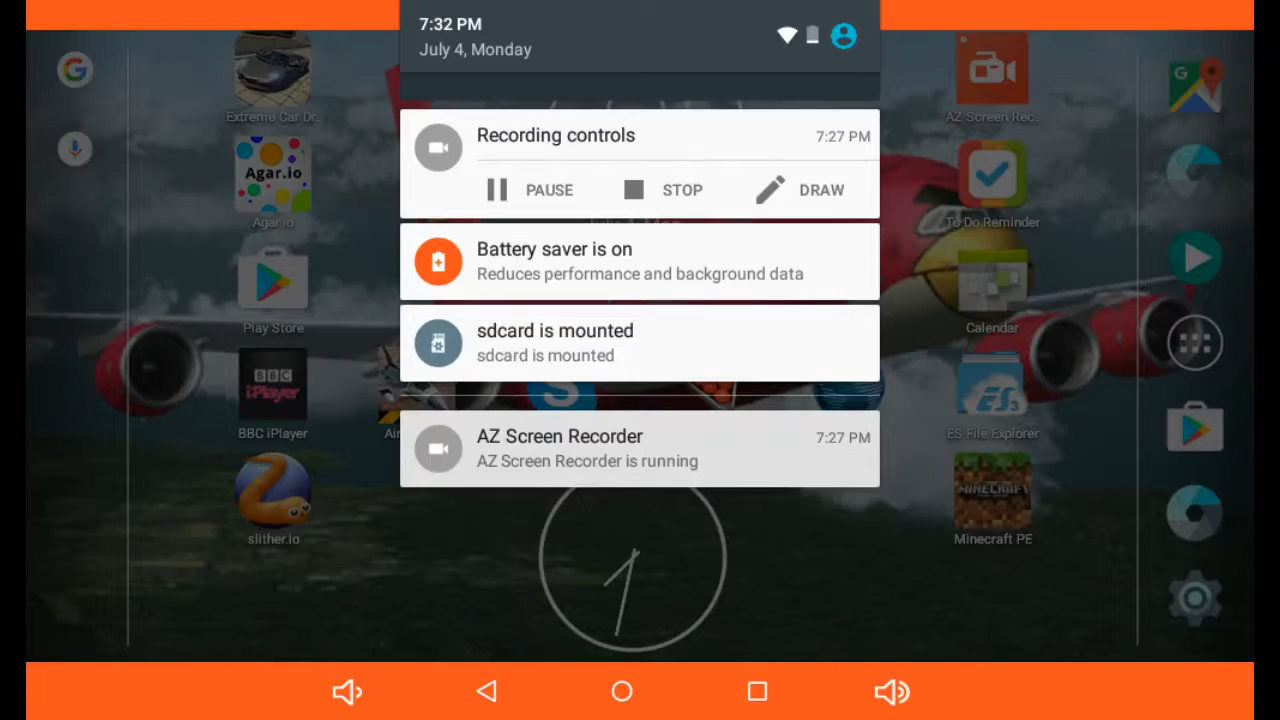 7:32 PM
July 4, Monday
Recording controls 7:27 PM
PAUSE STOP DRAW
Battery saver is on
Reduces performance and background data
sdcard is mounted
sdcard is mounted
AZ Screen Recorder 7:27 PM
AZ Screen Recorder is running
Extreme Car Dr..
Agar.io
Agar.io
Play Store
BBC
iPlayer
BBC iPlayer
slither.io
AZ Screen Rec..
To Do Reminder
Calendar
ES 3
ES File Explorer
MINECRAFT
Minecraft PE
G
G
S